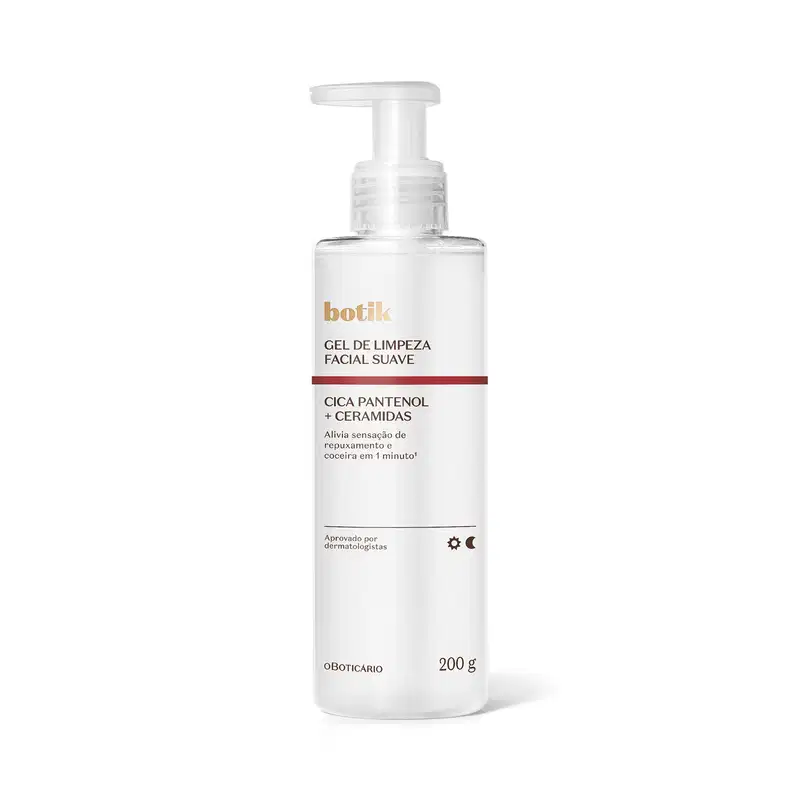 botik
GEL DE LIMPEZA
FACIAL SUAVE
CICA PANTENOL
+ CERAMIDAS
Alivia sensação de
repuxamento e
coceira em 1 minuto¹
Aprovado por
dermatologistas
oBOTICÁRIO
200 g